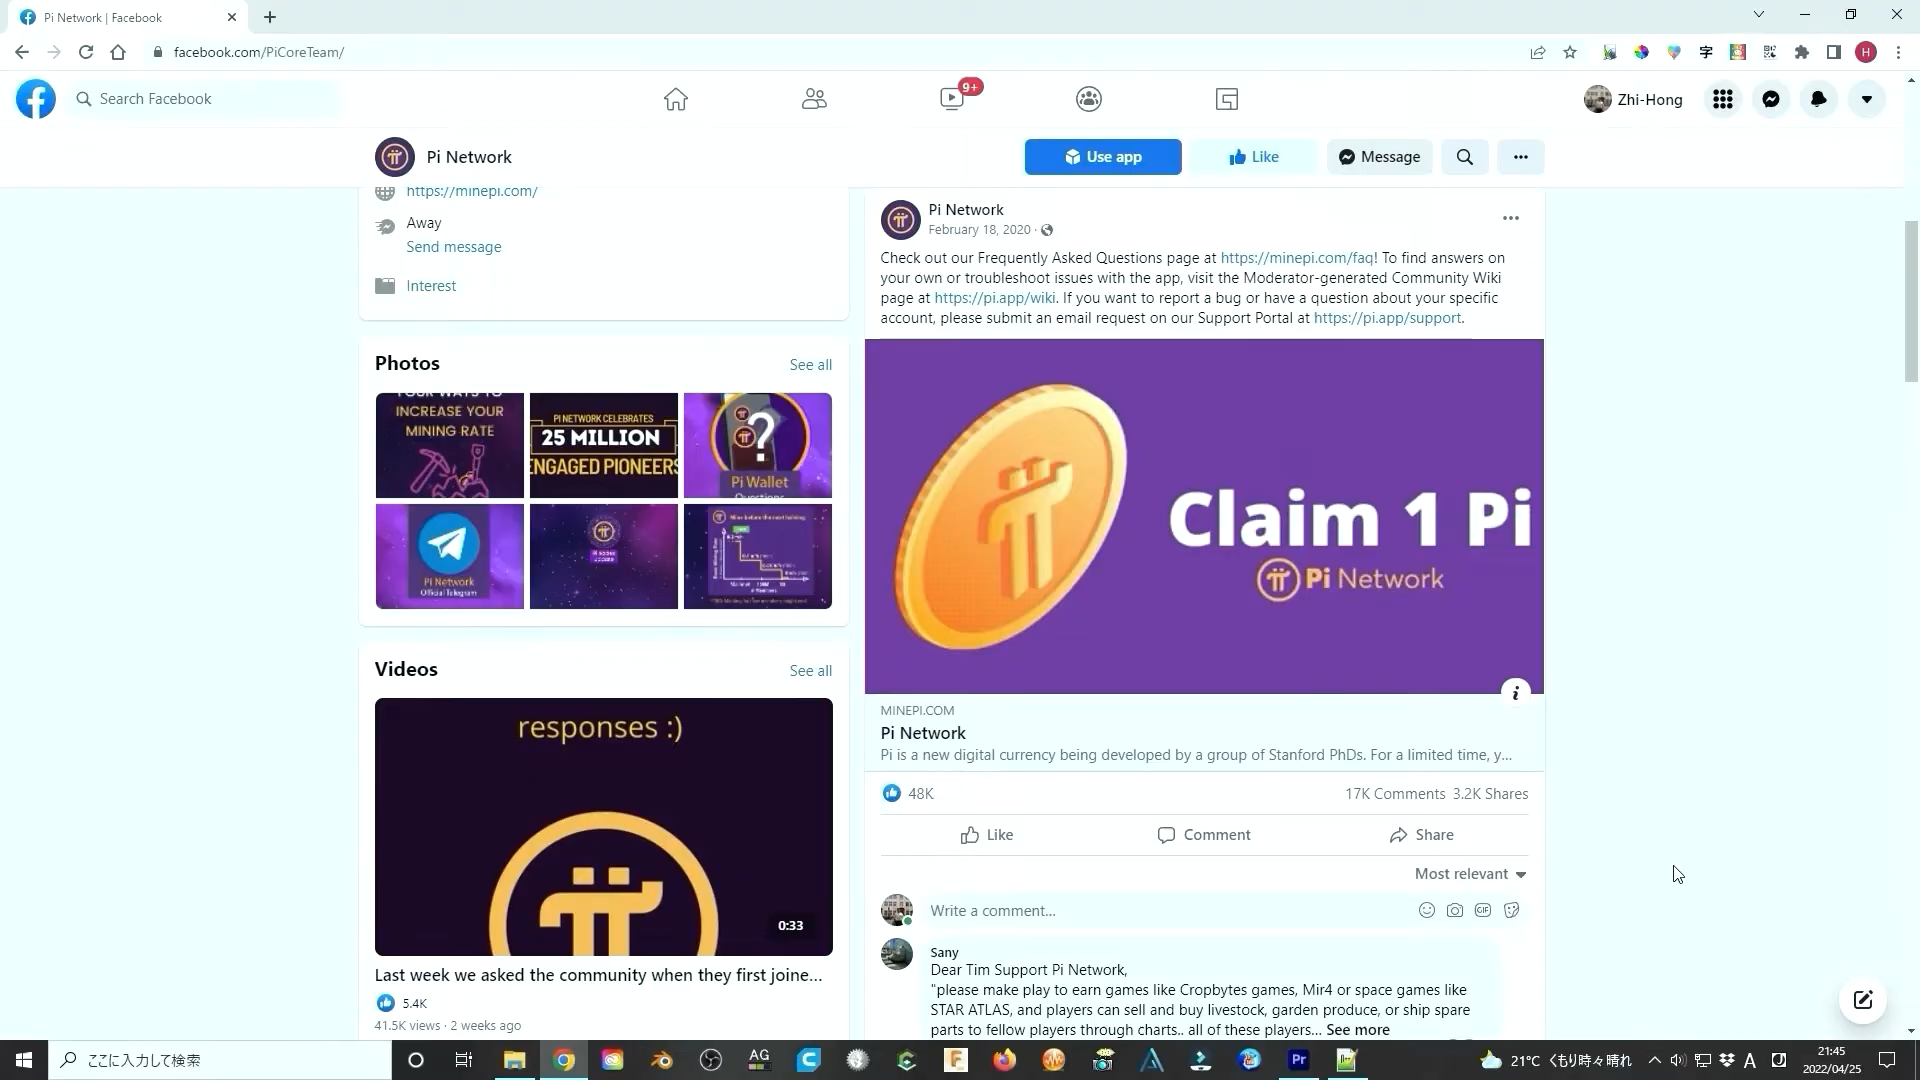 Pi Network | Facebook
facebook.com/PiCoreTeam/
字
H
Search Facebook
9+
Zhi-Hong
Pi Network
Use app
Like
Message
https://minepi.com/
Away
Send message
Interest
Photos
See all
YOUR WAYS TO
INCREASE YOUR
MINING RATE
PI NETWORK CELEBRATES
25 MILLION
ENGAGED PIONEERS
?
Pi Wallet
Questions
Pi Network
Official Telegram
Videos
See all
responses :)
0:33
Last week we asked the community when they first joine...
5.4K
41.5K views · 2 weeks ago
Pi Network
February 18, 2020 ·
Check out our Frequently Asked Questions page at https://minepi.com/faq! To find answers on
your own or troubleshoot issues with the app, visit the Moderator-generated Community Wiki
page at https://pi.app/wiki. If you want to report a bug or have a question about your specific
account, please submit an email request on our Support Portal at https://pi.app/support.
Claim 1 Pi
Pi Network
i
MINEPI.COM
Pi Network
Pi is a new digital currency being developed by a group of Stanford PhDs. For a limited time, y...
48K
17K Comments 3.2K Shares
Like
Comment
Share
Most relevant
Write a comment...
GIF
Sany
Dear Tim Support Pi Network,
"please make play to earn games like Cropbytes games, Mir4 or space games like
STAR ATLAS, and players can sell and buy livestock, garden produce, or ship spare
parts to fellow players through charts.. all of these players... See more
ここに入力して検索
AG
Pr
21°C くもり時々晴れ
A
21:45
2022/04/25